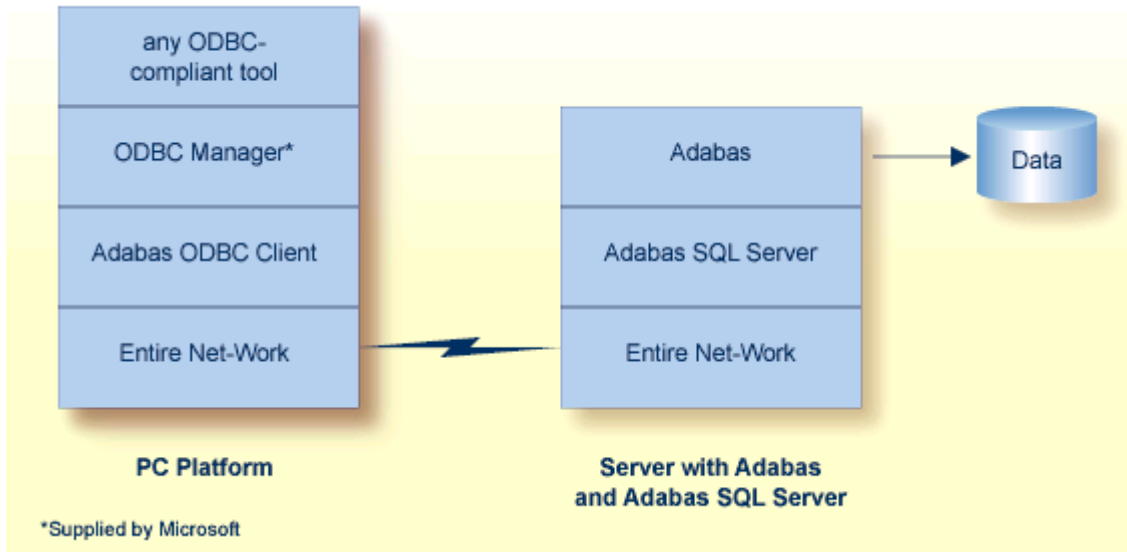 any ODBC-
compliant tool
ODBC Manager*
Adabas ODBC Client
Entire Net-Work
PC Platform
*Supplied by Microsoft
Adabas
Adabas SQL Server
Entire Net-Work
Server with Adabas
and Adabas SQL Server
Data